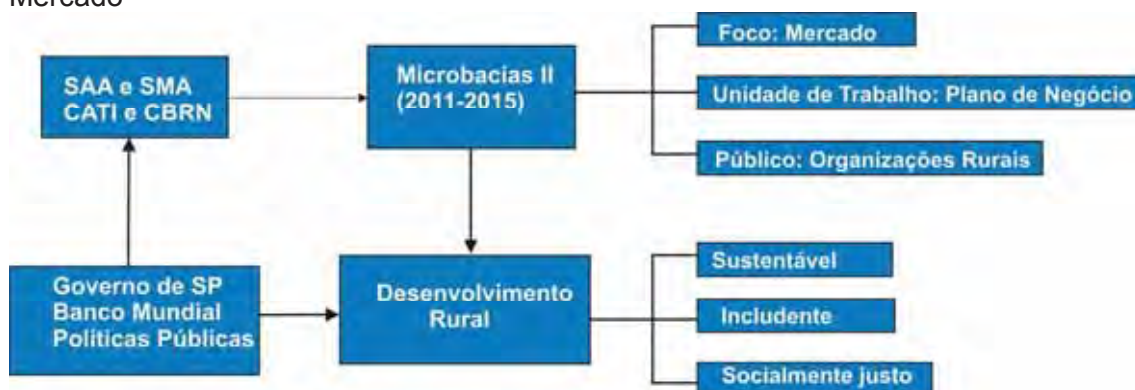 Mercado
SAA e SMA
CATI e CBRN
Microbacias II
(2011-2015)
Foco: Mercado
Unidade de Trabalho: Plano de Negócio
Público: Organizações Rurais
Governo de SP
Banco Mundial
Políticas Públicas
Desenvolvimento
Rural
Sustentável
Includente
Socialmente justo